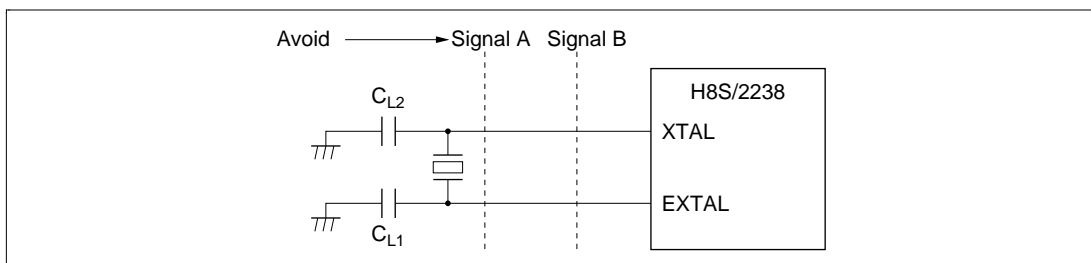 Avoid Signal A Signal B
H8S/2238
CL2
XTAL
EXTAL
CL1